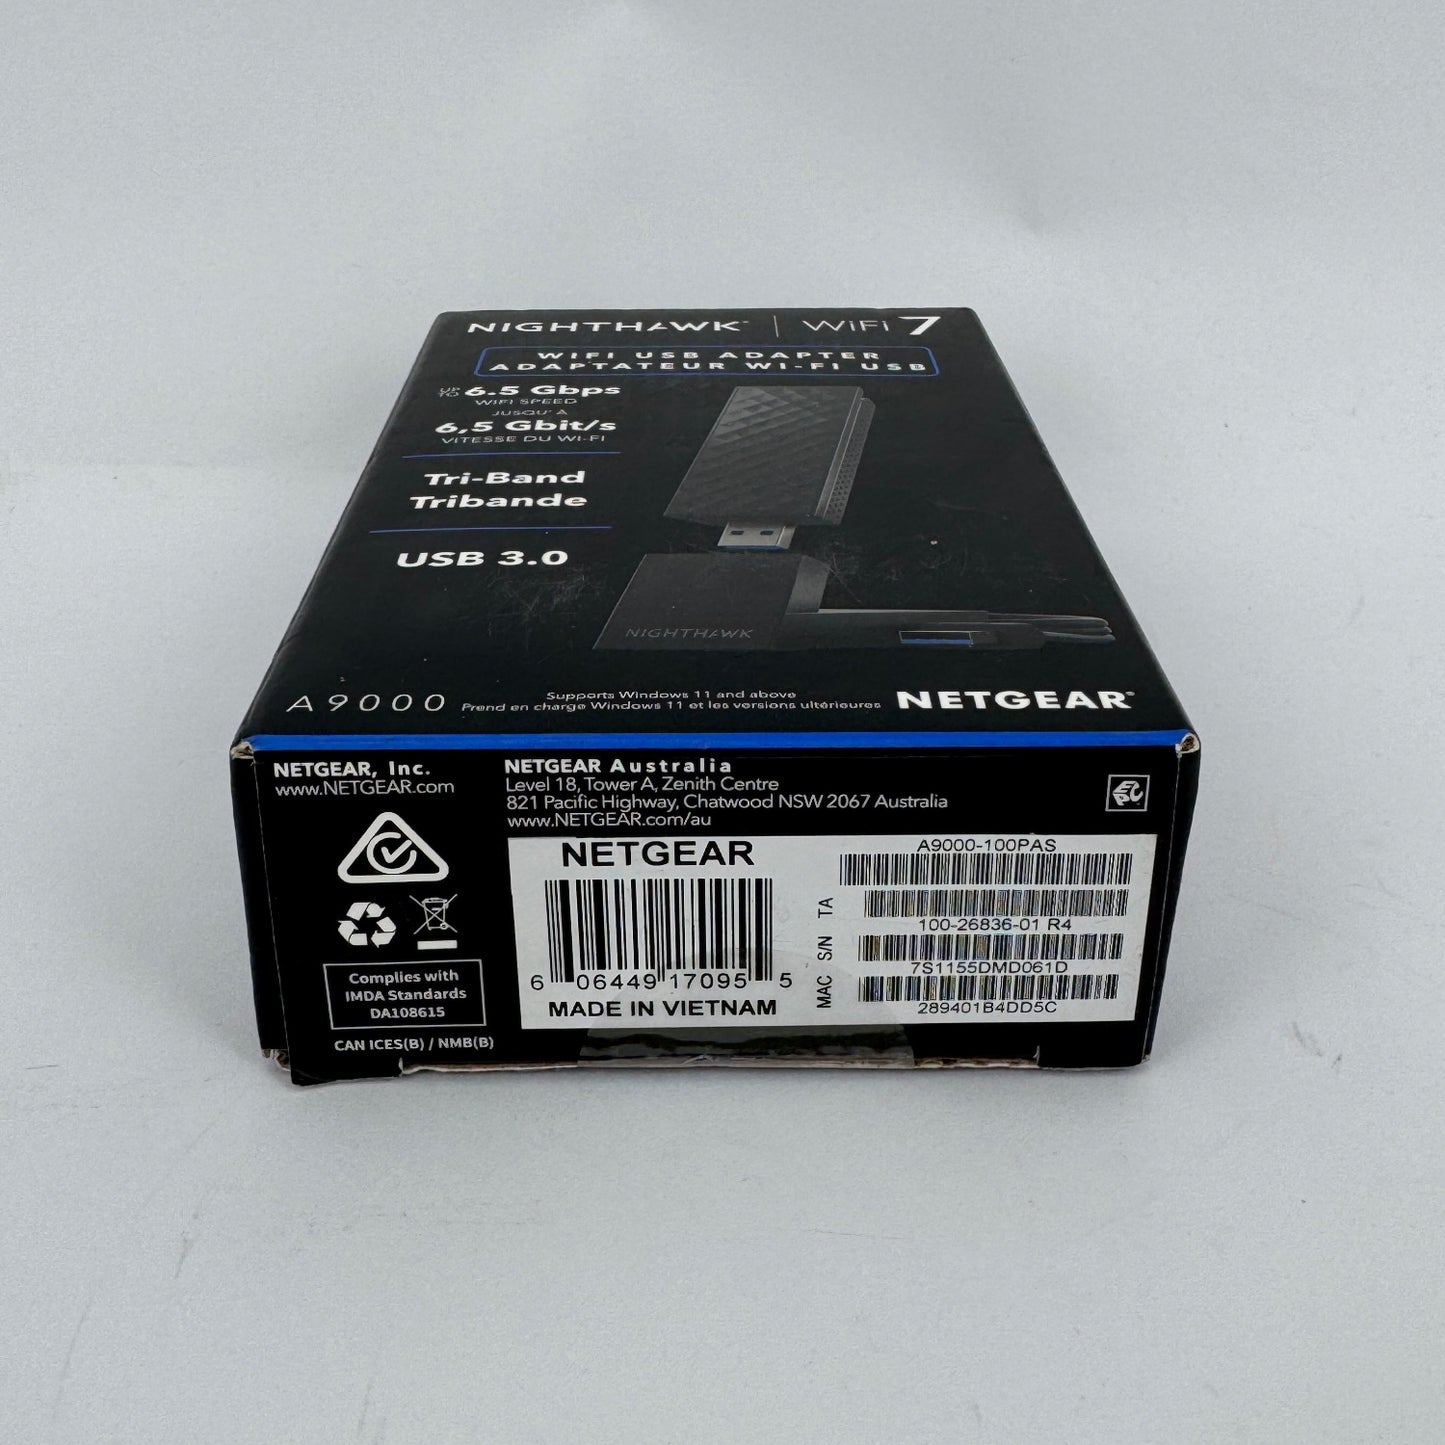 NIGHTHAWK | WiFi 7
WIFI USB ADAPTER
ADAPTATEUR WI-FI USB
UP TO 6.5 Gbps
WIFI SPEED
JUSQU'À
6,5 Gbit/s
VITESSE DU WI-FI
Tri-Band
Tribande
USB 3.0
NIGHTHAWK
A9000
Supports Windows 11 and above
Prend en charge Windows 11 et les versions ultérieures
NETGEAR®
NETGEAR, Inc.
www.NETGEAR.com
NETGEAR Australia
Level 18, Tower A, Zenith Centre
821 Pacific Highway, Chatwood NSW 2067 Australia
www.NETGEAR.com/au
Complies with
IMDA Standards
DA108615
CAN ICES(B) / NMB(B)
NETGEAR
6 06449 17095 5
MADE IN VIETNAM
A9000-100PAS
TA
100-26836-01 R4
S/N
7S1155DMD061D
MAC
289401B4DD5C